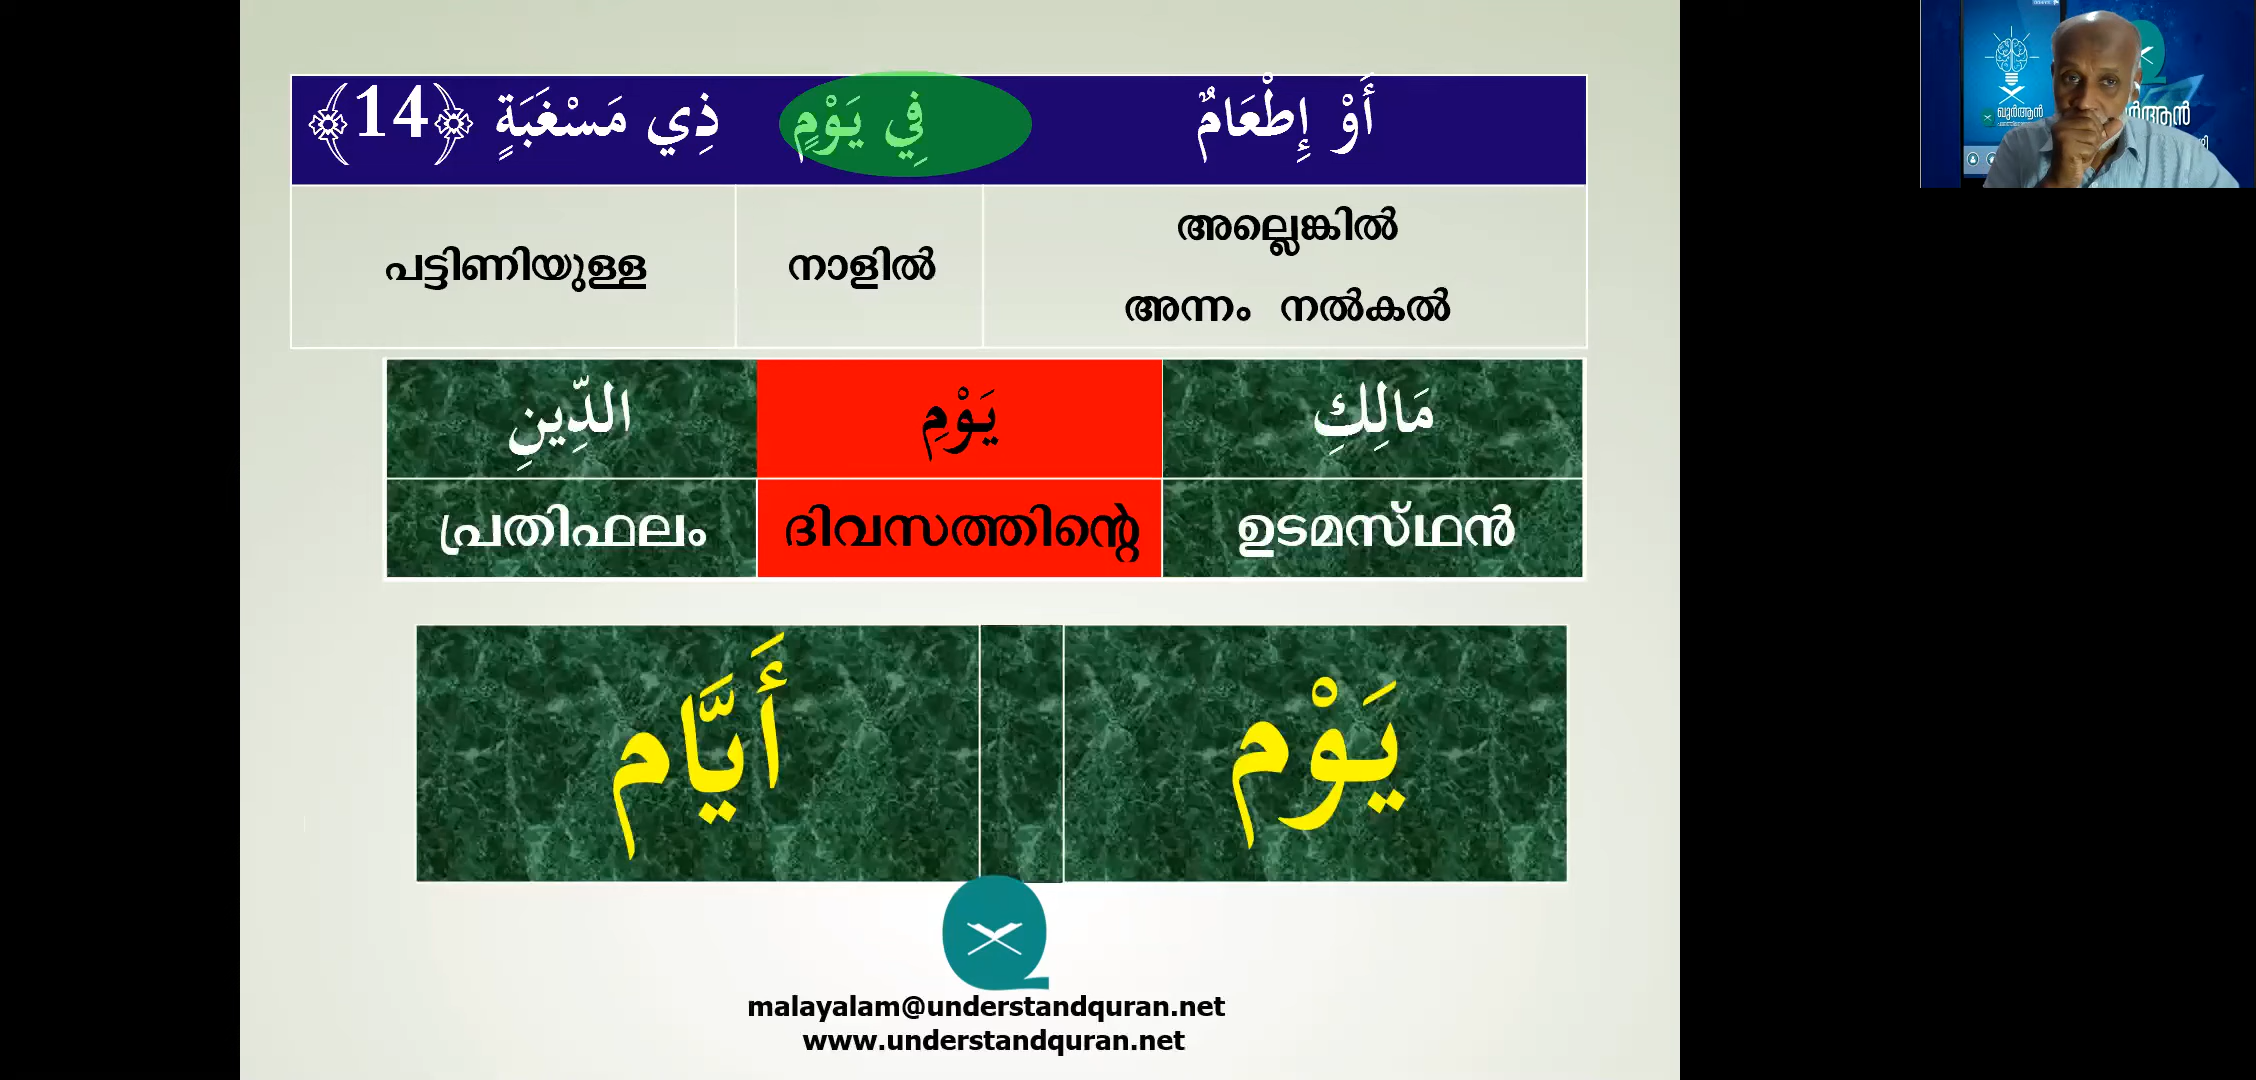 أَوْ إِطْعَامٌ فِي يَوْمٍ ذِي مَسْغَبَةٍ ﴿14﴾
അല്ലെങ്കിൽ
അന്നം നൽകൽ
നാളിൽ
പട്ടിണിയുള്ള
مَالِكِ يَوْمِ الدِّينِ
ഉടമസ്ഥൻ ദിവസത്തിന്റെ പ്രതിഫലം
يَوْم أَيَّام
malayalam@understandquran.net
www.understandquran.net
ഖുർആൻ